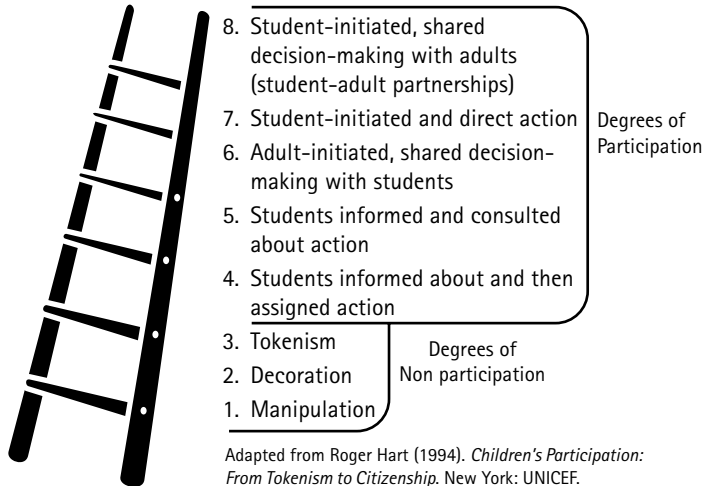 8. Student-initiated, shared
decision-making with adults
(student-adult partnerships)
7. Student-initiated and direct action
6. Adult-initiated, shared decision-
making with students
5. Students informed and consulted
about action
4. Students informed about and then
assigned action
Degrees of
Participation
3. Tokenism
2. Decoration
1. Manipulation
Degrees of
Non participation
Adapted from Roger Hart (1994). Children's Participation:
From Tokenism to Citizenship. New York: UNICEF.